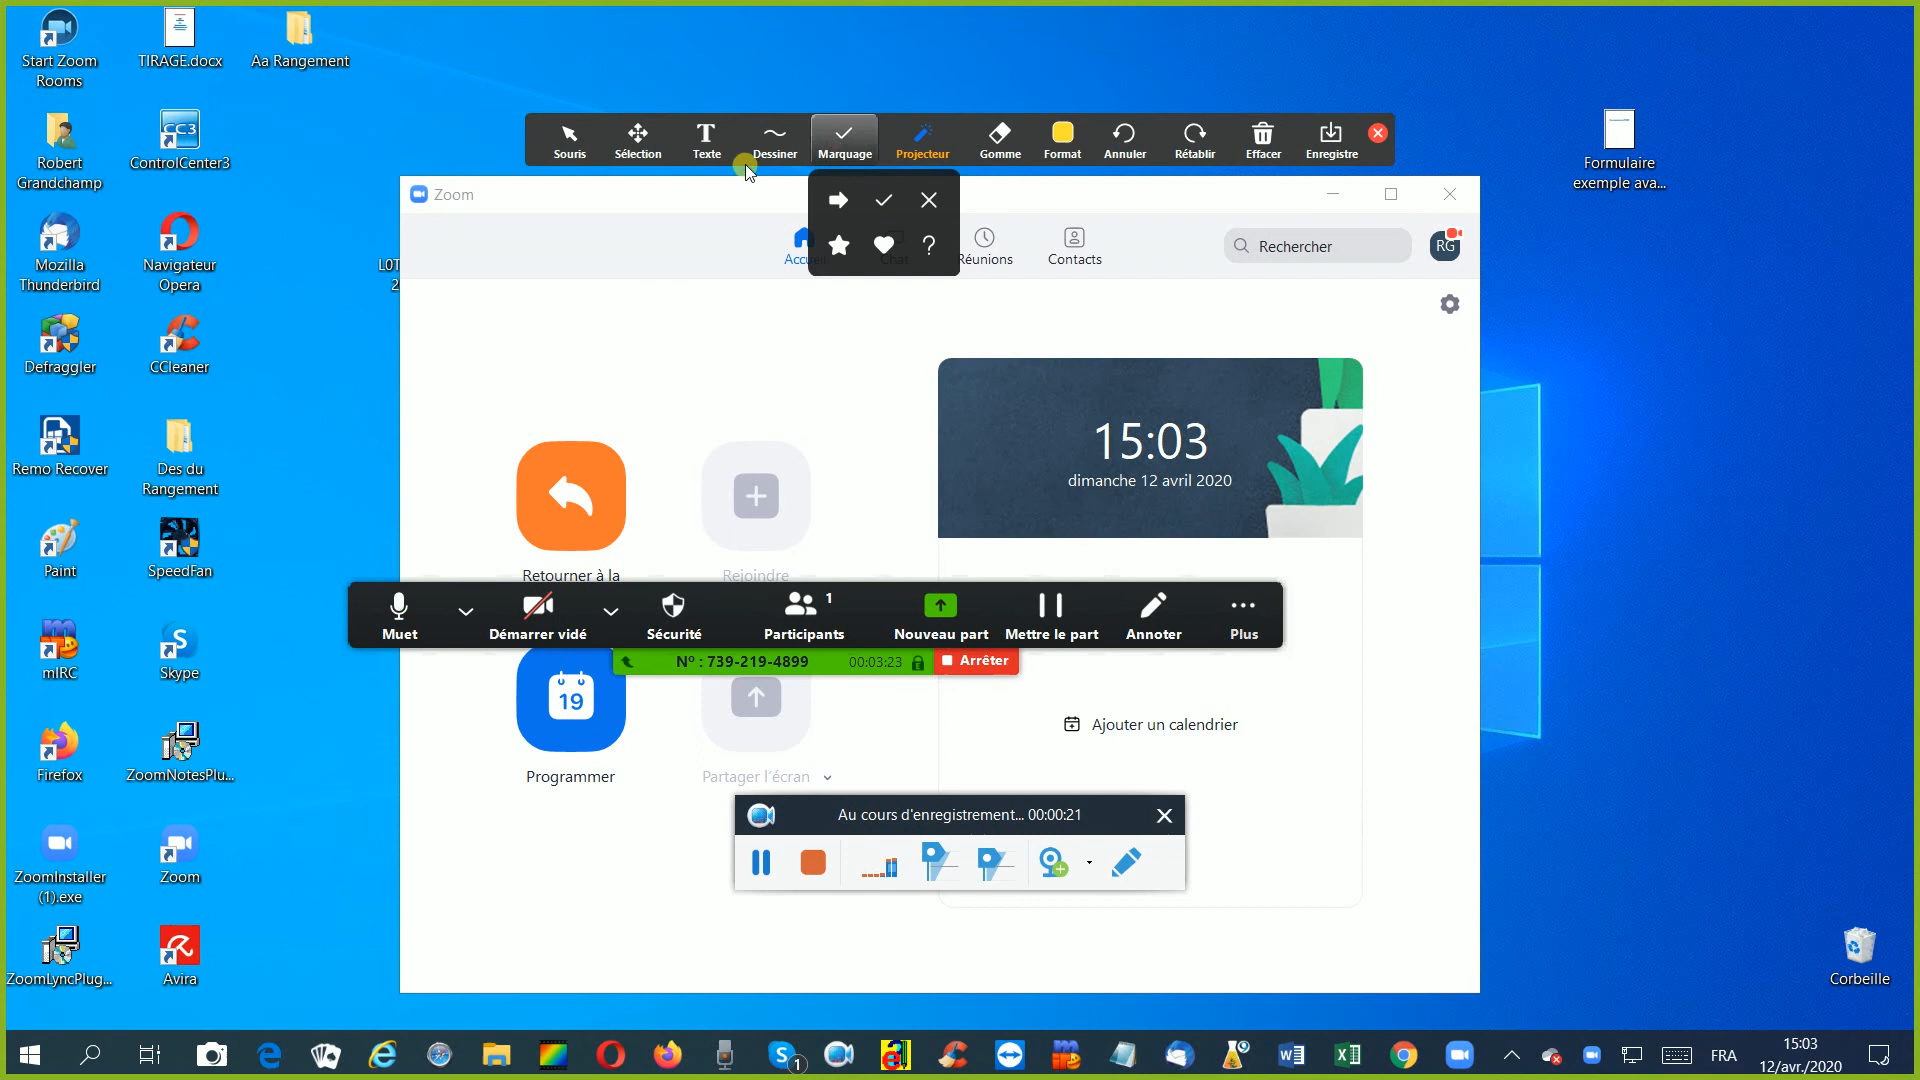 Start Zoom
Rooms
TIRAGE.docx
Aa Rangement
Robert
Grandchamp
ControlCenter3
Mozilla
Thunderbird
Navigateur
Opera
L0T
2
Defraggler
CCleaner
Remo Recover
Des du
Rangement
Paint
SpeedFan
mIRC
Skype
Firefox
ZoomNotesPlu...
ZoomInstaller
(1).exe
Zoom
ZoomLyncPlug...
Avira
Formulaire
exemple ava...
Corbeille
Souris
Sélection
Texte
Dessiner
Marquage
Projecteur
Gomme
Format
Annuler
Rétablir
Effacer
Enregistre
Zoom
Accueil
Chat
Réunions
Contacts
Rechercher
RG
15:03
dimanche 12 avril 2020
Retourner à la
Rejoindre
Muet
Démarrer vidé
Sécurité
Participants
1
Nouveau part
Mettre le part
Annoter
Plus
N° : 739-219-4899
00:03:23
Arrêter
19
Programmer
Partager l'écran
Ajouter un calendrier
Au cours d'enregistrement... 00:00:21
FRA
15:03
12/avr./2020